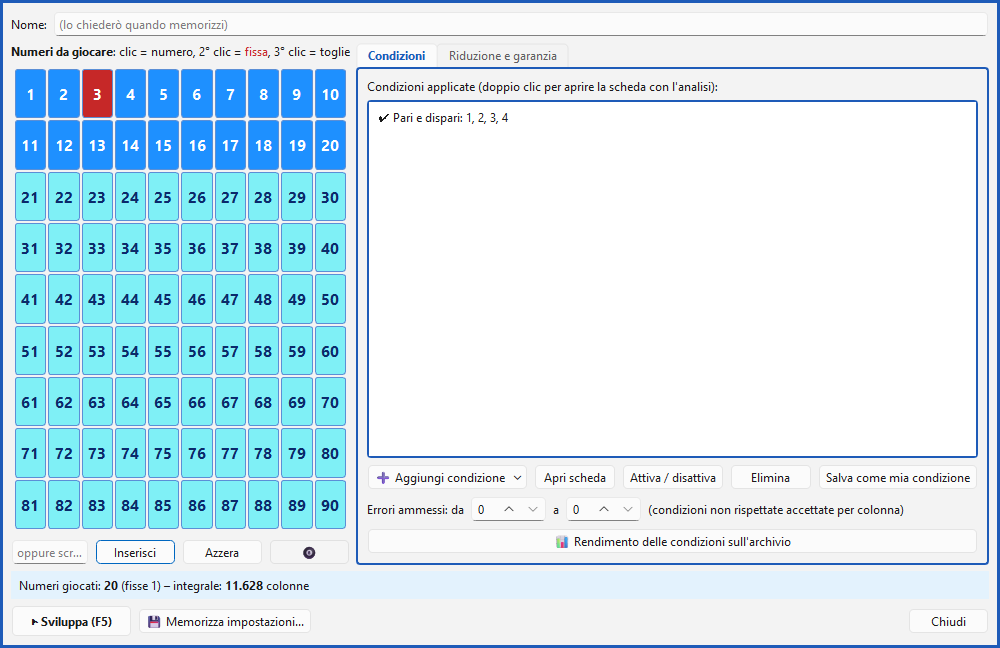 Nome: (lo chiederò quando memorizzi)
Numeri da giocare: clic = numero, 2° clic = fissa, 3° clic = toglie
1 2 3 4 5 6 7 8 9 10
11 12 13 14 15 16 17 18 19 20
21 22 23 24 25 26 27 28 29 30
31 32 33 34 35 36 37 38 39 40
41 42 43 44 45 46 47 48 49 50
51 52 53 54 55 56 57 58 59 60
61 62 63 64 65 66 67 68 69 70
71 72 73 74 75 76 77 78 79 80
81 82 83 84 85 86 87 88 89 90
oppure scr... Inserisci Azzera
Condizioni Riduzione e garanzia
Condizioni applicate (doppio clic per aprire la scheda con l'analisi):
✔ Pari e dispari: 1, 2, 3, 4
Aggiungi condizione Apri scheda Attiva / disattiva Elimina Salva come mia condizione
Errori ammessi: da 0 a 0 (condizioni non rispettate accettate per colonna)
Rendimento delle condizioni sull'archivio
Numeri giocati: 20 (fisse 1) – integrale: 11.628 colonne
Sviluppa (F5) Memorizza impostazioni... Chiudi